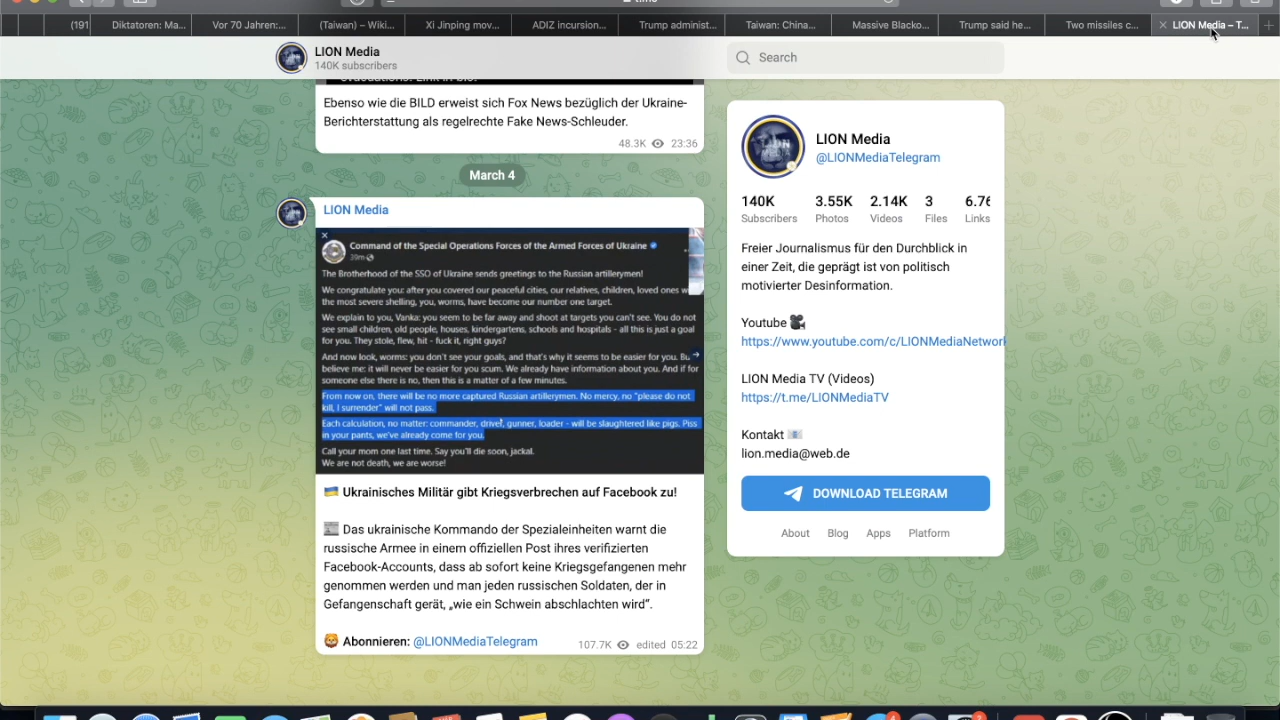 (191
Diktatoren: Ma...
Vor 70 Jahren:...
(Taiwan) – Wiki...
Xi Jinping mov...
ADIZ incursion...
Trump administ...
Taiwan: China...
Massive Blacko...
Trump said he...
Two missiles c...
LION Media – T...
LION Media
140K subscribers
Search
Ebenso wie die BILD erweist sich Fox News bezüglich der Ukraine-
Berichterstattung als regelrechte Fake News-Schleuder.
48.3K 23:36
March 4
LION Media
Command of the Special Operations Forces of the Armed Forces of Ukraine
39m
The Brotherhood of the SSO of Ukraine sends greetings to the Russian artillerymen!
We congratulate you: after you covered our peaceful cities, our relatives, children, loved ones w
the most severe shelling, you, worms, have become our number one target.
We explain to you, Vanka: you seem to be far away and shoot at targets you can't see. You do not
see small children, old people, houses, kindergartens, schools and hospitals - all this is just a goal
for you. They stole, flew, hit - fuck it, right guys?
And now look, worms: you don't see your goals, and that's why it seems to be easier for you. Bu
believe me: it will never be easier for you scum. We already have information about you. And if for
someone else there is no, then this is a matter of a few minutes.
From now on, there will be no more captured Russian artillerymen. No mercy, no "please do not
kill, I surrender" will not pass.
Each calculation, no matter: commander, driver, gunner, loader - will be slaughtered like pigs. Piss
in your pants, we've already come for you.
Call your mom one last time. Say you'll die soon, jackal.
We are not death, we are worse!
Ukrainisches Militär gibt Kriegsverbrechen auf Facebook zu!
Das ukrainische Kommando der Spezialeinheiten warnt die
russische Armee in einem offiziellen Post ihres verifizierten
Facebook-Accounts, dass ab sofort keine Kriegsgefangenen mehr
genommen werden und man jeden russischen Soldaten, der in
Gefangenschaft gerät, „wie ein Schwein abschlachten wird“.
Abonnieren: @LIONMediaTelegram
107.7K edited 05:22
LION Media
@LIONMediaTelegram
140K 3.55K 2.14K 3 6.76
Subscribers Photos Videos Files Links
Freier Journalismus für den Durchblick in
einer Zeit, die geprägt ist von politisch
motivierter Desinformation.
Youtube
https://www.youtube.com/c/LIONMediaNetwork
LION Media TV (Videos)
https://t.me/LIONMediaTV
Kontakt
lion.media@web.de
DOWNLOAD TELEGRAM
About Blog Apps Platform